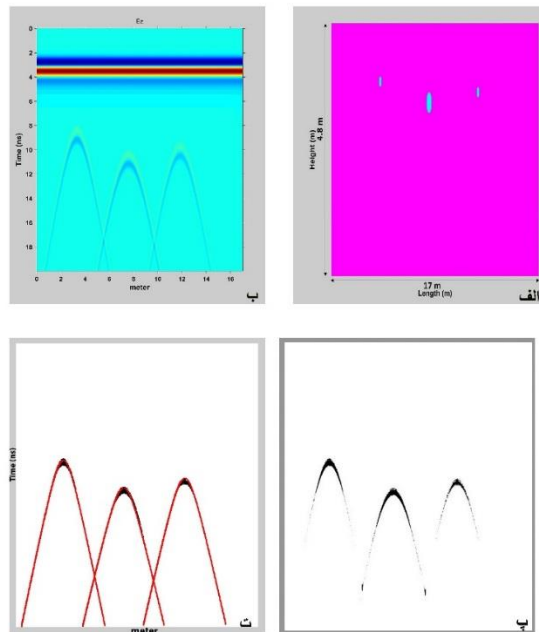 Ez
0
2
4
6
8
10
12
14
16
18
Time (ns)
0 2 4 6 8 10 12 14 16
meter
ب
Height (m)
4.8 m
17 m
Length (m)
الف
Time (ns)
meter
ت
پ